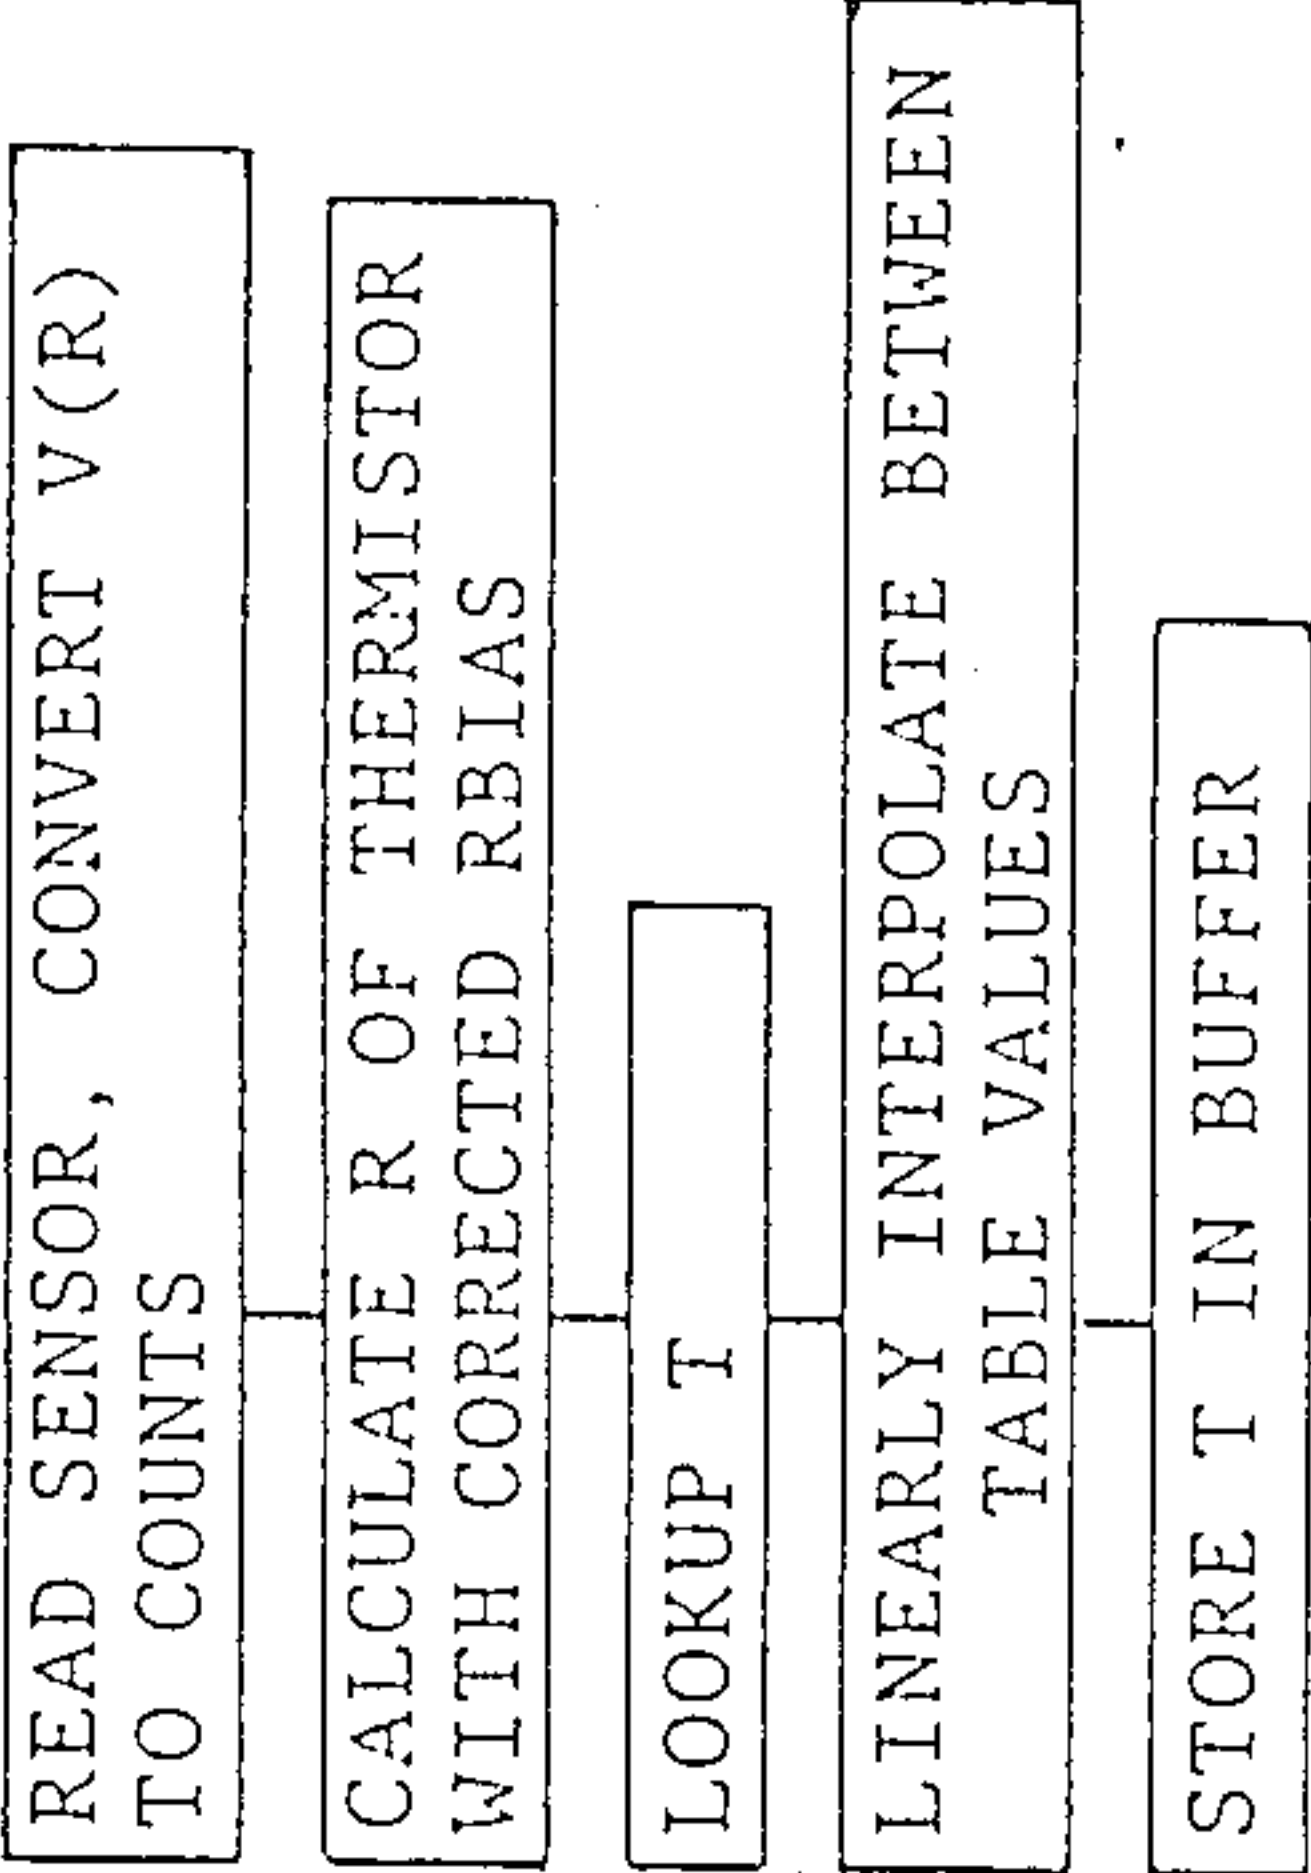 READ SENSOR, CONVERT V(R)
TO COUNTS
CALCULATE R OF THERMISTOR
WITH CORRECTED RBIAS
LOOKUP T
LINEARLY INTERPOLATE BETWEEN
TABLE VALUES
STORE T IN BUFFER